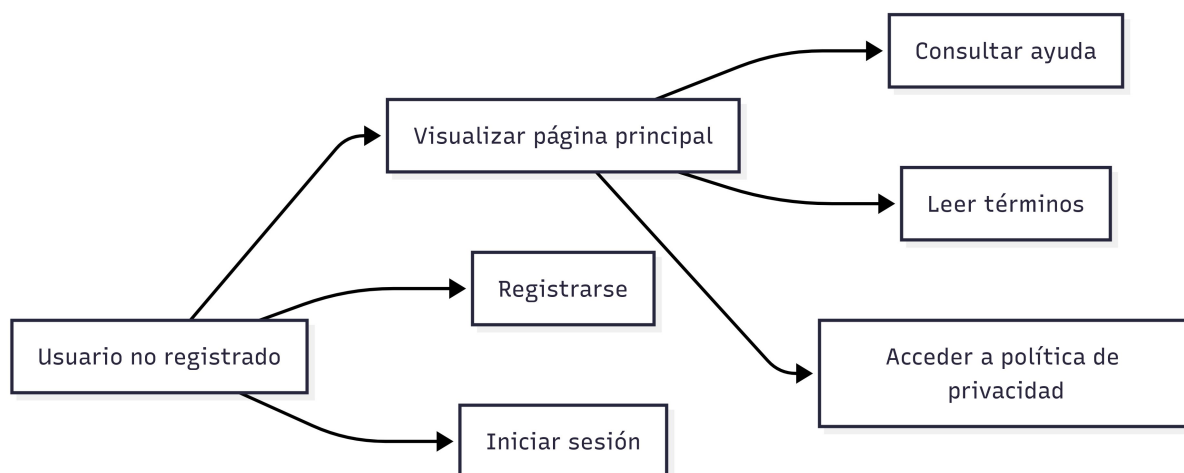 Consultar ayuda
Visualizar página principal
Leer términos
Registrarse
Usuario no registrado
Acceder a política de
privacidad
Iniciar sesión